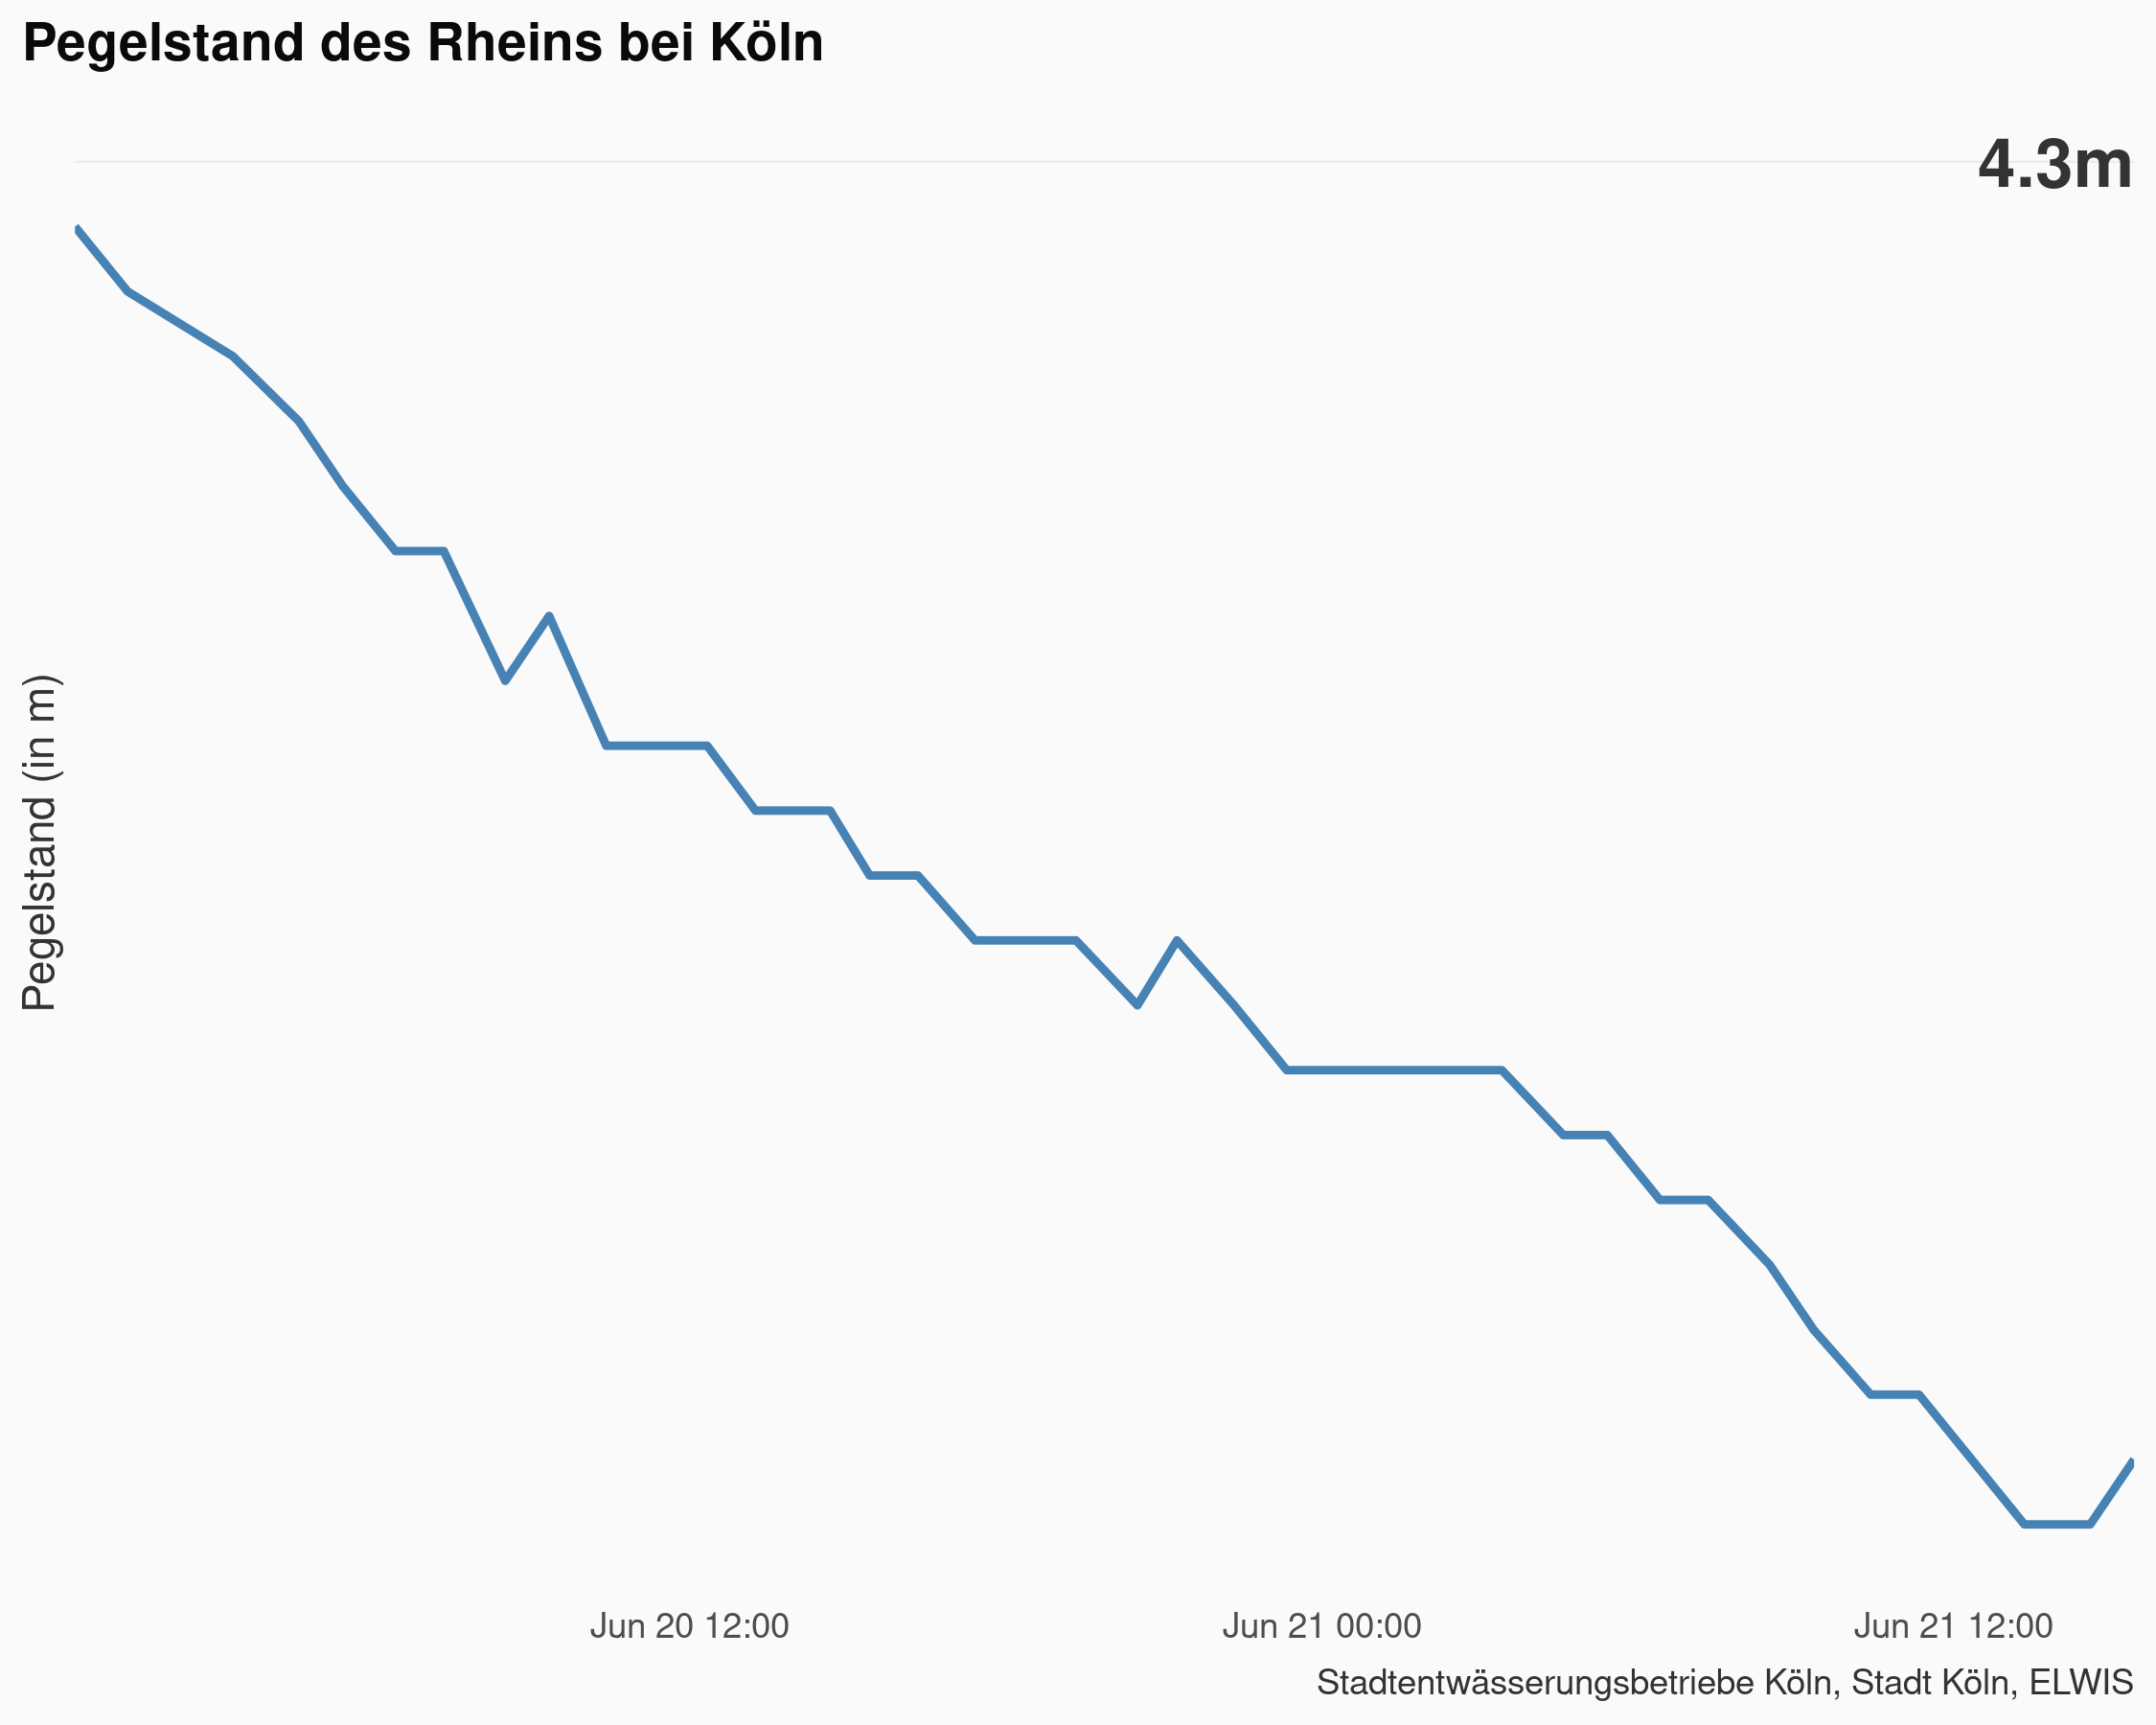 Pegelstand des Rheins bei Köln
4.3m
Pegelstand (in m)
Jun 20 12:00
Jun 21 00:00
Jun 21 12:00
Stadtentwässerungsbetriebe Köln, Stadt Köln, ELWIS